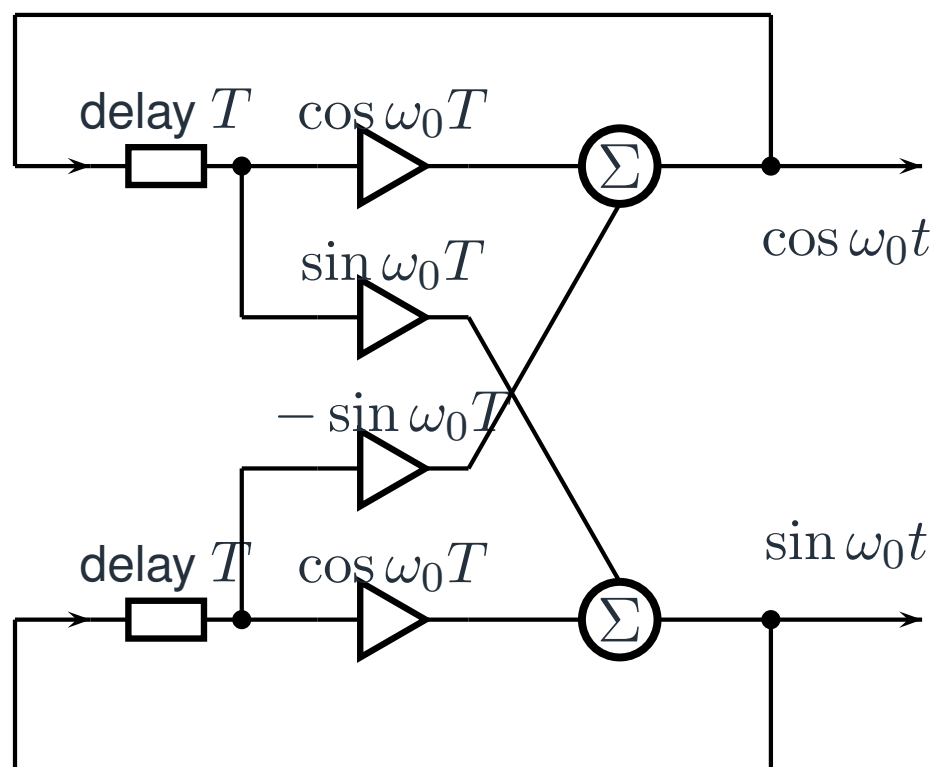 delay T
cos ω₀T
Σ
cos ω₀t
sin ω₀T
− sin ω₀T
sin ω₀t
delay T
cos ω₀T
Σ